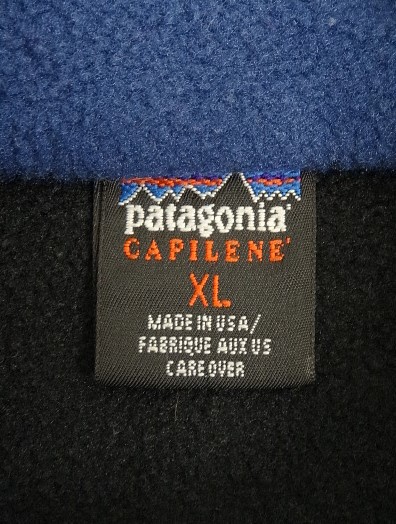 patagonia®
CAPILENE®
XL
MADE IN USA/
FABRIQUE AUX US
CARE OVER